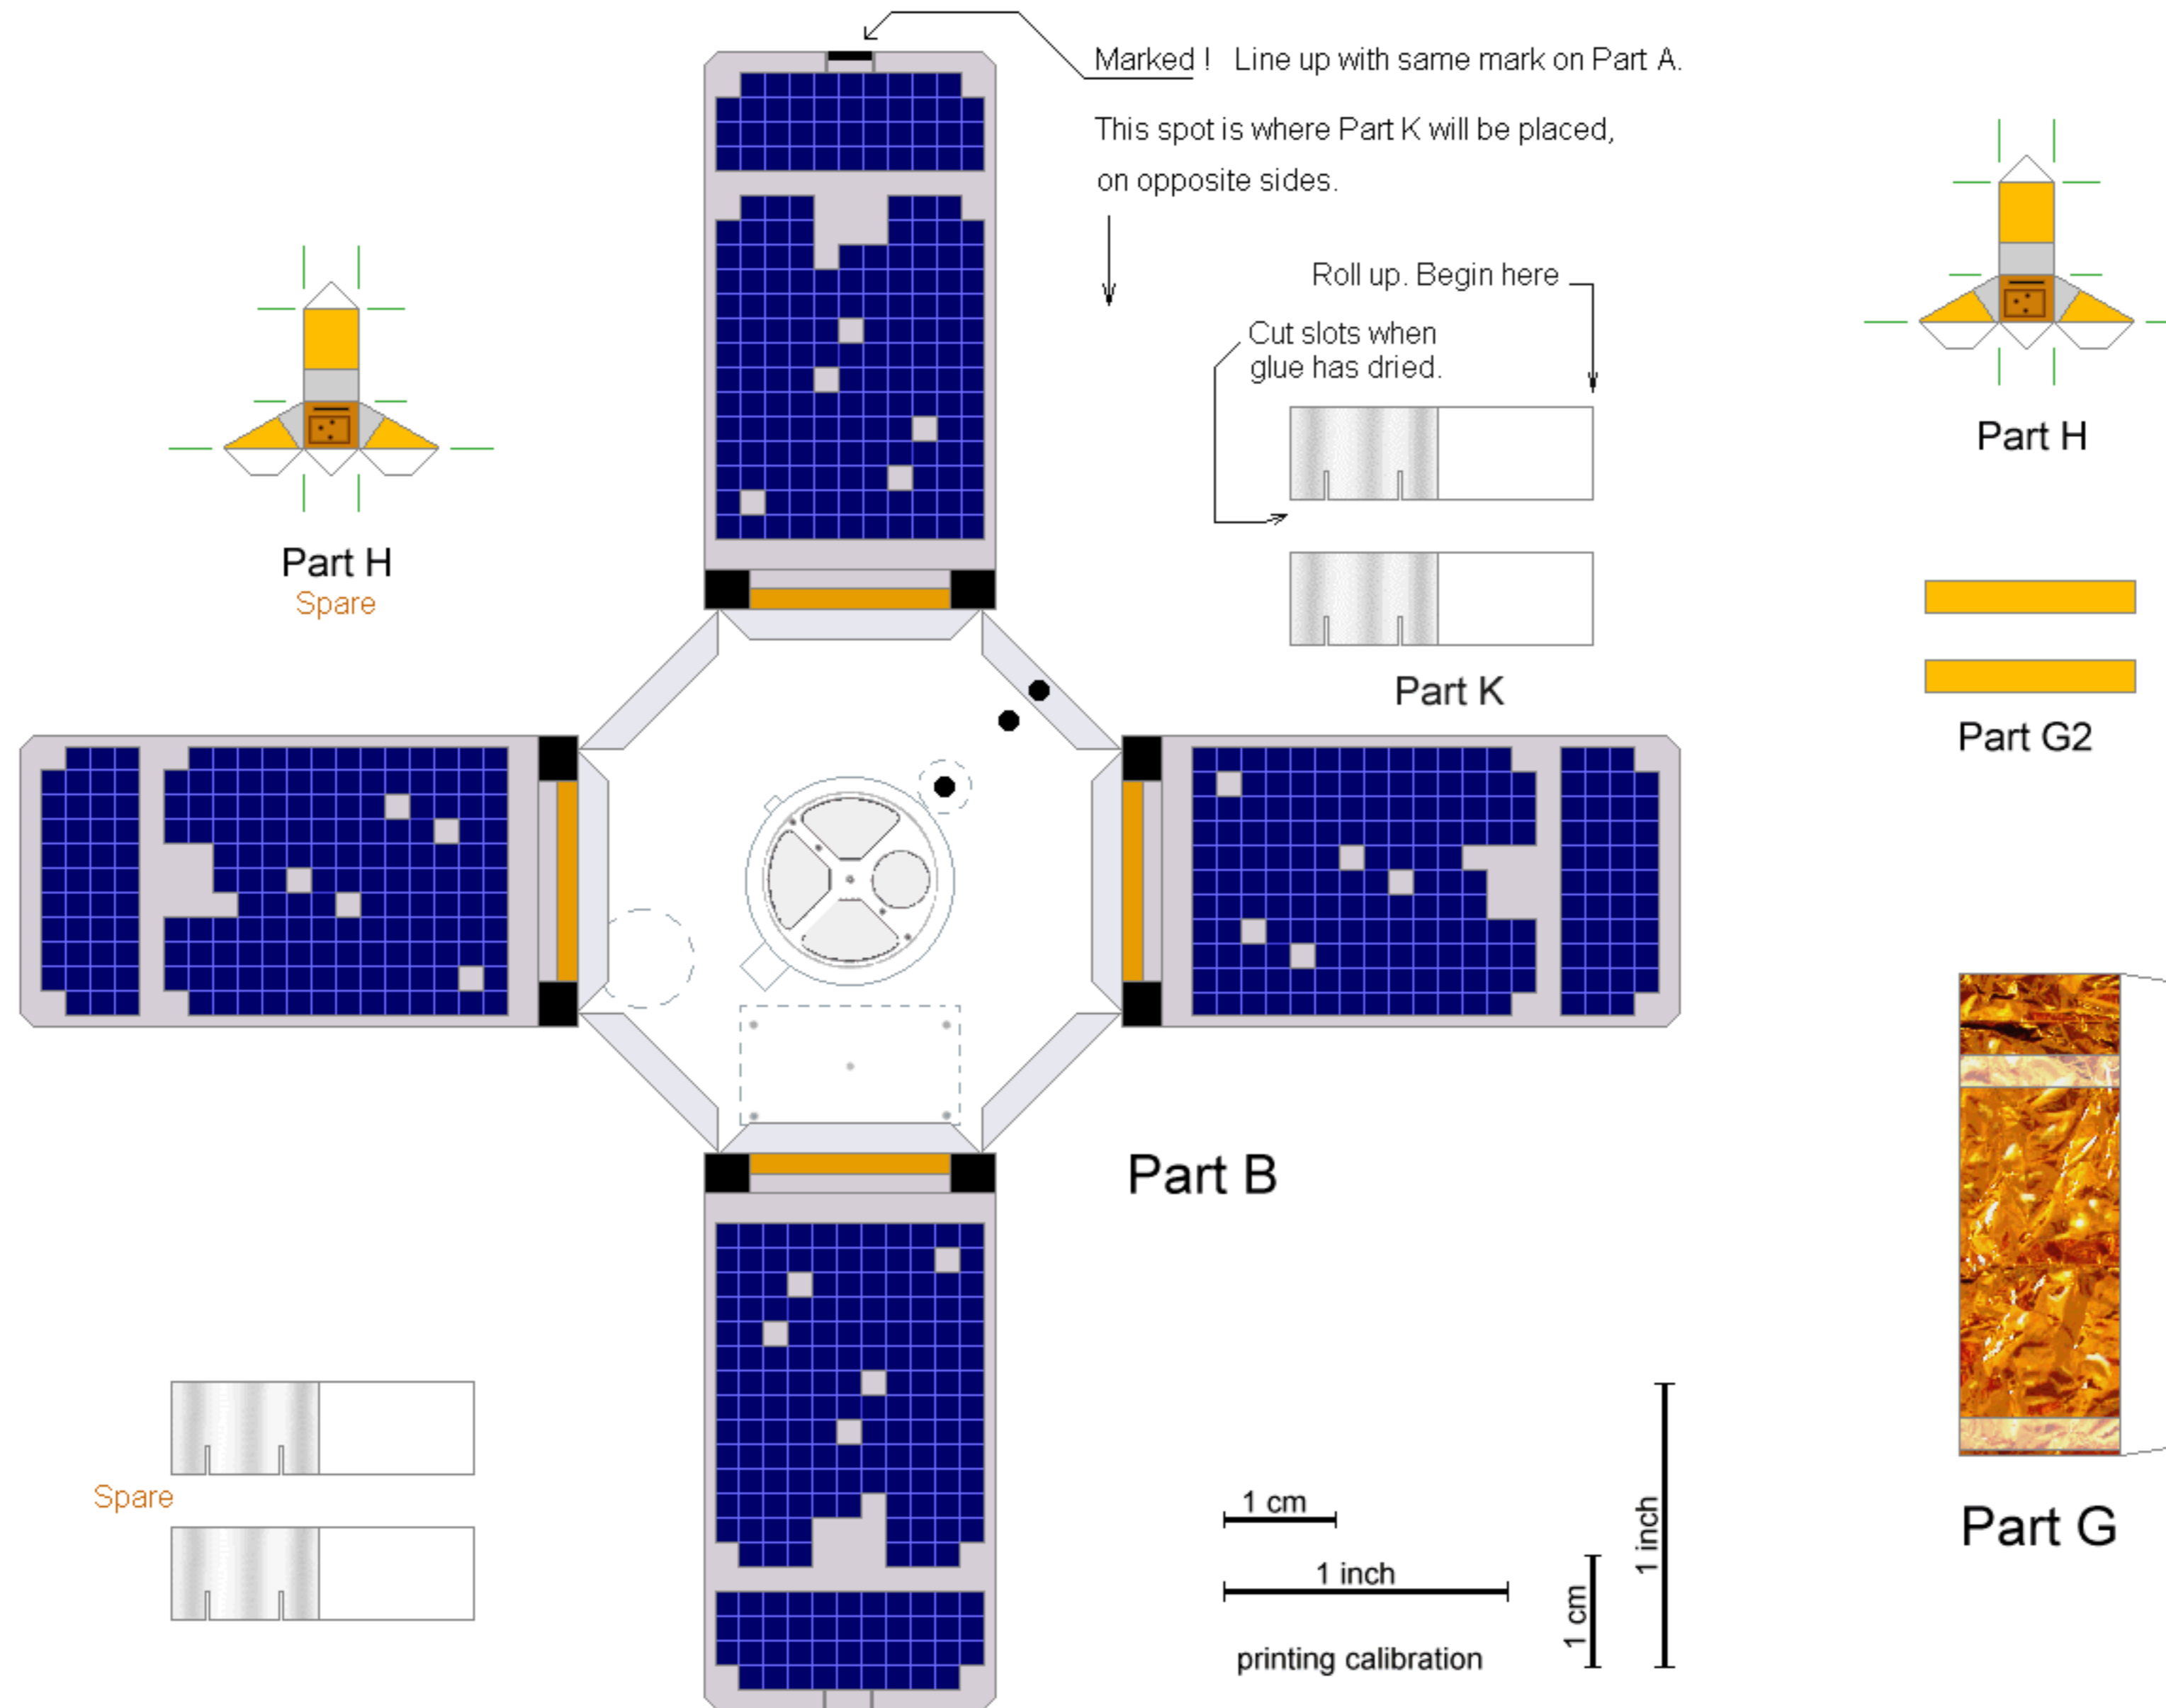 Marked ! Line up with same mark on Part A.
This spot is where Part K will be placed,
on opposite sides.
Roll up. Begin here
Cut slots when
glue has dried.
Part H
Part H
Spare
Part K
Part G2
Part B
Spare
1 cm
1 inch
1 inch
1 cm
printing calibration
Part G